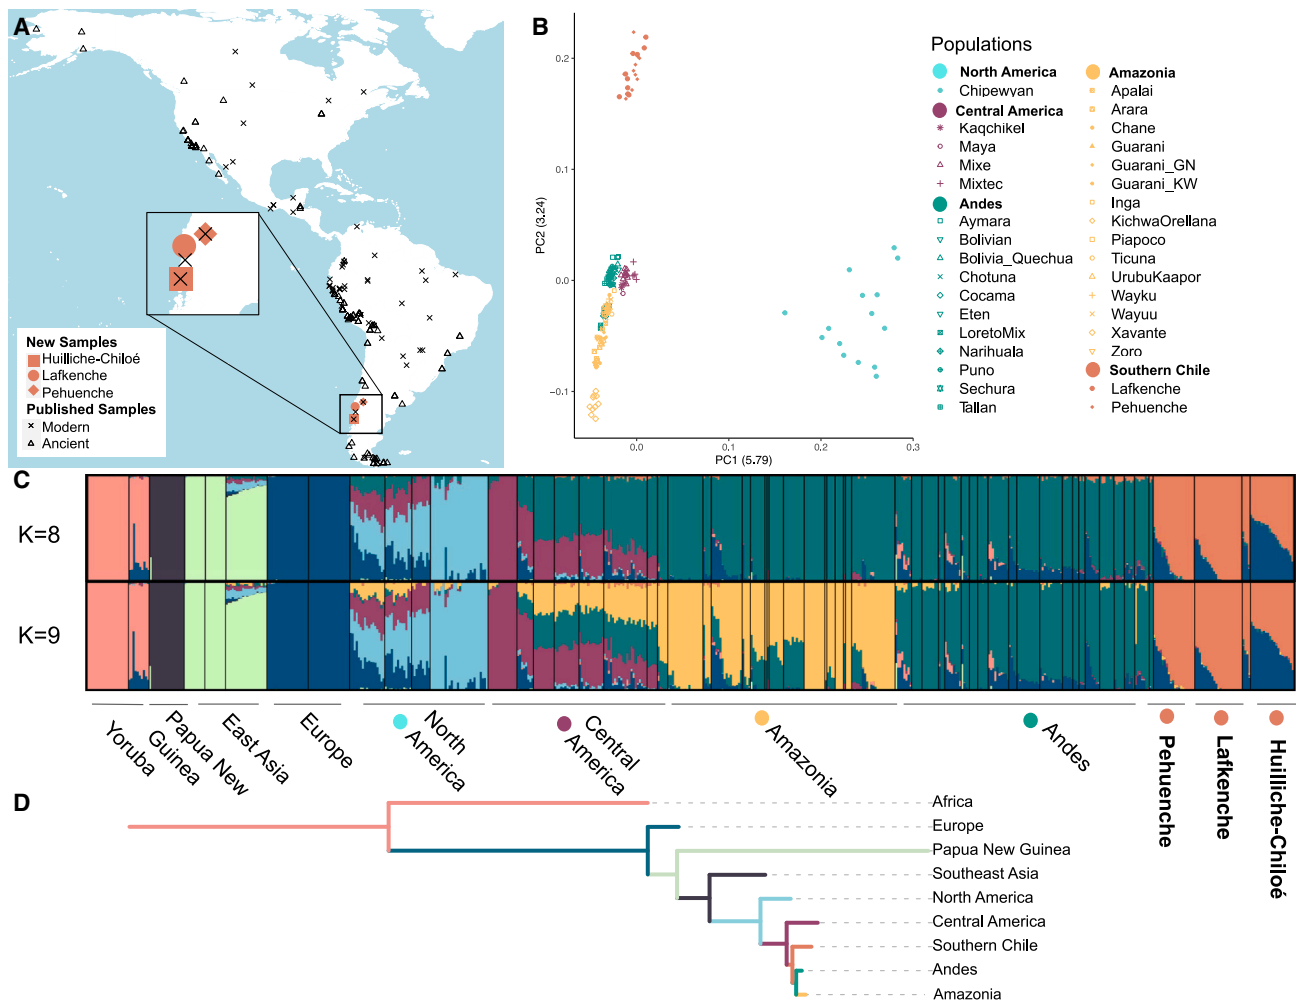 A
New Samples
Huilliche-Chiloé
Lafkenche
Pehuenche
Published Samples
Modern
Ancient
B
PC2 (3.24)
0.2
0.1
0.0
−0.1
0.0
0.1
0.2
0.3
PC1 (5.79)
Populations
North America
Chipewyan
Central America
Kaqchikel
Maya
Mixe
Mixtec
Andes
Aymara
Bolivian
Bolivia_Quechua
Chotuna
Cocama
Eten
LoretoMix
Narihuala
Puno
Sechura
Tallan
Amazonia
Apalai
Arara
Chane
Guarani
Guarani_GN
Guarani_KW
Inga
KichwaOrellana
Piapoco
Ticuna
UrubuKaapor
Wayku
Wayuu
Xavante
Zoro
Southern Chile
Lafkenche
Pehuenche
C
K=8
K=9
Yoruba
Papua New
Guinea
East Asia
Europe
North
America
Central
America
Amazonia
Andes
Pehuenche
Lafkenche
Huilliche-Chiloé
D
Africa
Europe
Papua New Guinea
Southeast Asia
North America
Central America
Southern Chile
Andes
Amazonia